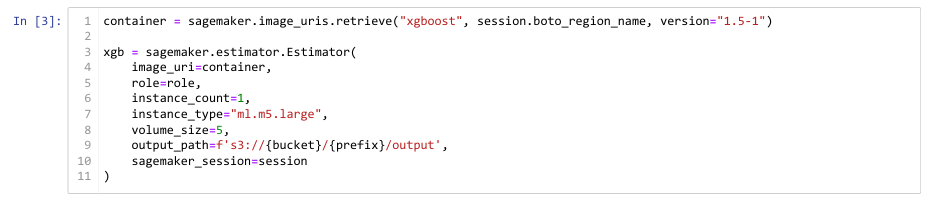 In [3]:
1 container = sagemaker.image_uris.retrieve("xgboost", session.boto_region_name, version="1.5-1")
2
3 xgb = sagemaker.estimator.Estimator(
4     image_uri=container,
5     role=role,
6     instance_count=1,
7     instance_type="ml.m5.large",
8     volume_size=5,
9     output_path=f's3://{bucket}/{prefix}/output',
10     sagemaker_session=session
11 )